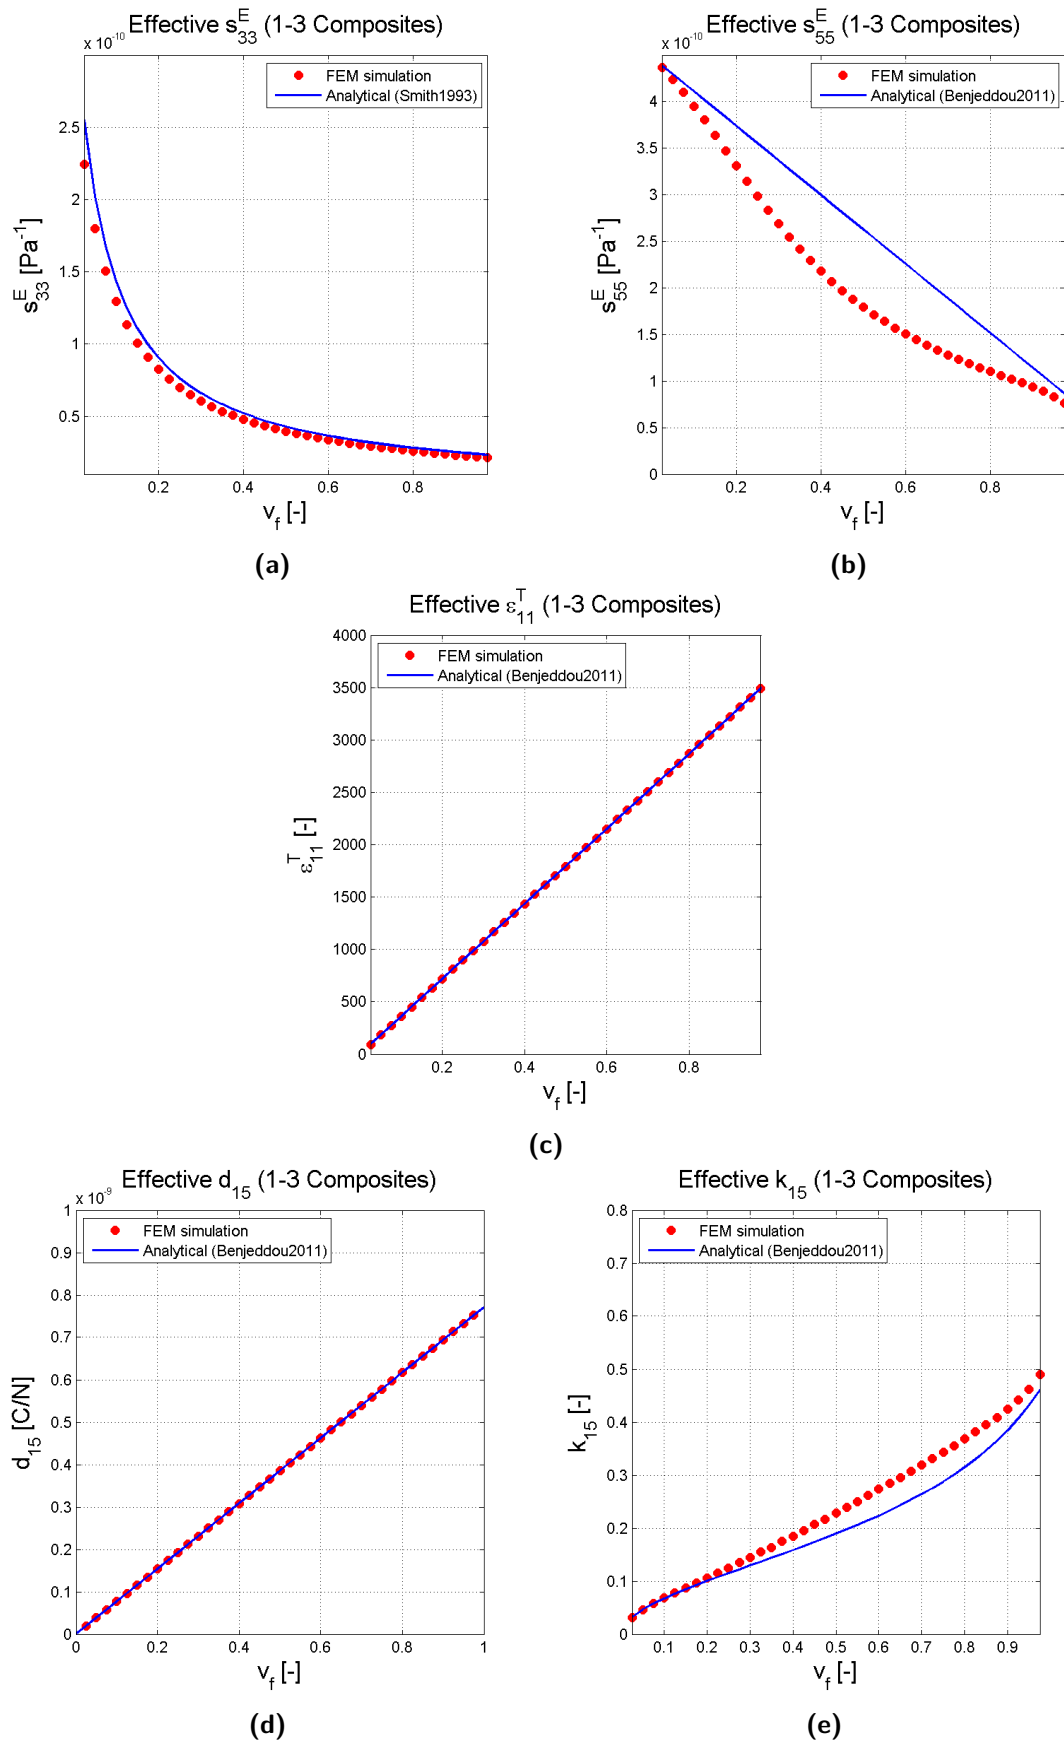 Effective s_33^E (1-3 Composites)
x 10^-10
FEM simulation
Analytical (Smith1993)
2.5
2
1.5
1
0.5
s_33^E [Pa^-1]
0.2 0.4 0.6 0.8
v_f [-]
(a)
Effective s_55^E (1-3 Composites)
x 10^-10
FEM simulation
Analytical (Benjeddou2011)
4
3.5
3
2.5
2
1.5
1
0.5
0
s_55^E [Pa^-1]
0.2 0.4 0.6 0.8
v_f [-]
(b)
Effective ε_11^T (1-3 Composites)
FEM simulation
Analytical (Benjeddou2011)
4000
3500
3000
2500
2000
1500
1000
500
0
ε_11^T [-]
0.2 0.4 0.6 0.8
v_f [-]
(c)
Effective d_15 (1-3 Composites)
x 10^-9
FEM simulation
Analytical (Benjeddou2011)
1
0.9
0.8
0.7
0.6
0.5
0.4
0.3
0.2
0.1
0
d_15 [C/N]
0 0.2 0.4 0.6 0.8 1
v_f [-]
(d)
Effective k_15 (1-3 Composites)
FEM simulation
Analytical (Benjeddou2011)
0.8
0.7
0.6
0.5
0.4
0.3
0.2
0.1
0
k_15 [-]
0.1 0.2 0.3 0.4 0.5 0.6 0.7 0.8 0.9
v_f [-]
(e)